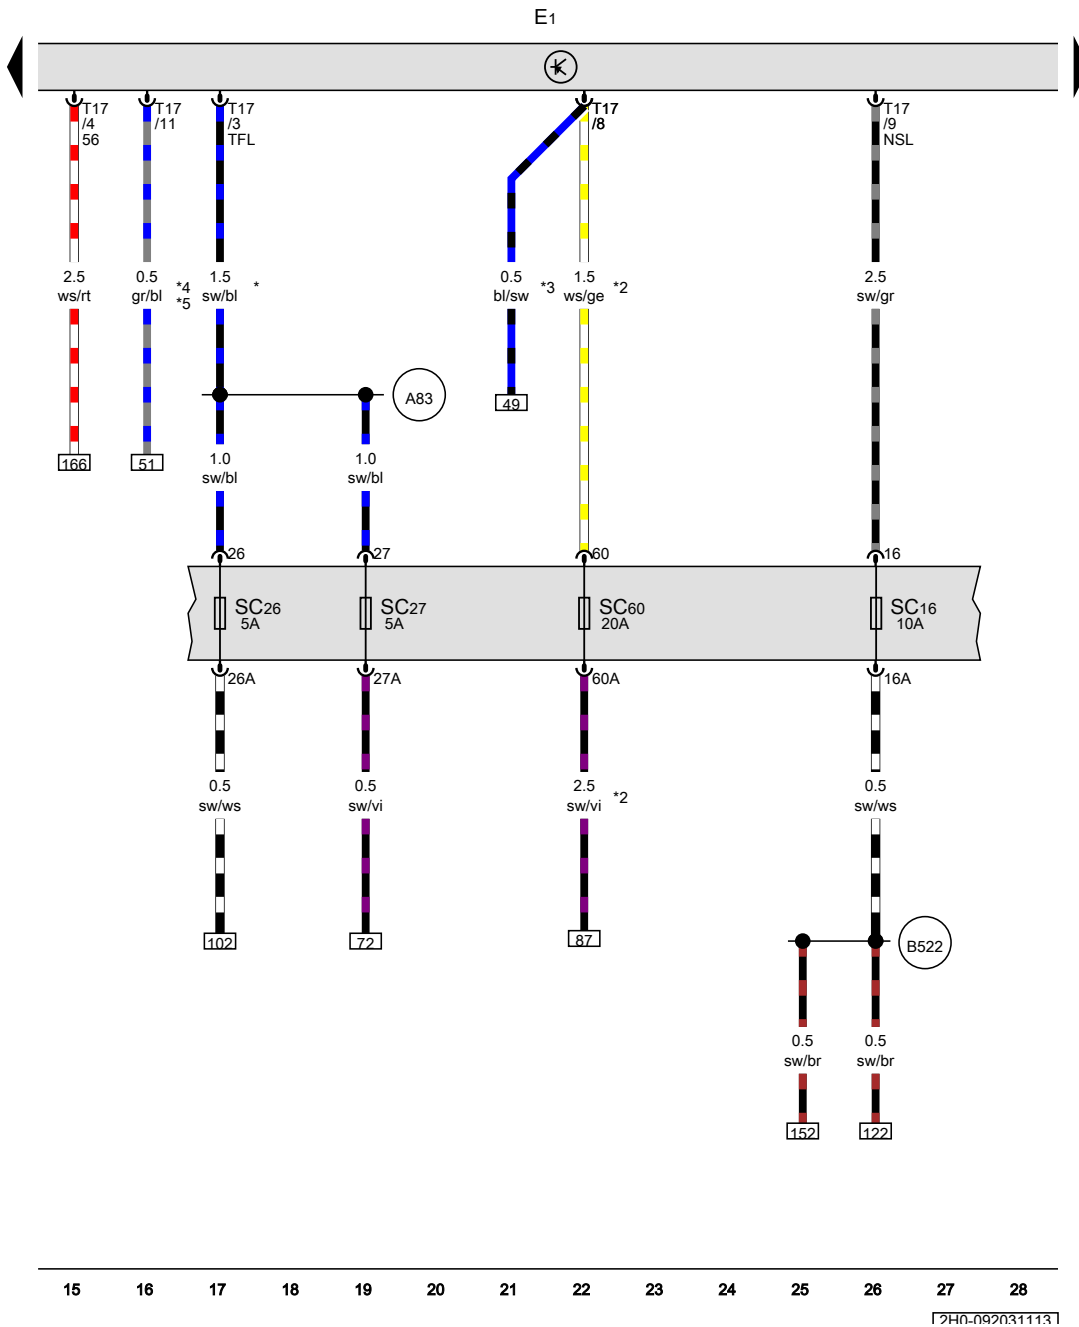 E1
T17
/4
56
T17
/11
T17
/3
TFL
T17
/8
T17
/9
NSL
2.5
ws/rt
0.5
gr/bl
*4
*5
1.5
sw/bl
*
0.5
bl/sw
*3
1.5
ws/ge
*2
2.5
sw/gr
A83
49
166
51
1.0
sw/bl
1.0
sw/bl
26
27
60
16
SC26
5A
SC27
5A
SC60
20A
SC16
10A
26A
27A
60A
16A
0.5
sw/ws
0.5
sw/vi
2.5
sw/vi
*2
0.5
sw/ws
102
72
87
B522
0.5
sw/br
0.5
sw/br
152
122
15 16 17 18 19 20 21 22 23 24 25 26 27 28
2H0-092031113